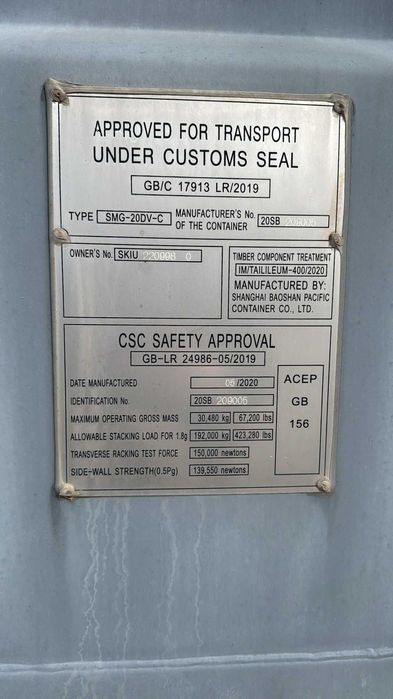 APPROVED FOR TRANSPORT
UNDER CUSTOMS SEAL
GB/C 17913 LR/2019
TYPE SMG-20DV-C MANUFACTURER'S No. OF THE CONTAINER 20SB 209005
OWNER'S No. SKIU 220998 0
TIMBER COMPONENT TREATMENT
IM/TAILILEUM-400/2020
MANUFACTURED BY:
SHANGHAI BAOSHAN PACIFIC
CONTAINER CO., LTD.
CSC SAFETY APPROVAL
GB-LR 24986-05/2019
DATE MANUFACTURED 05/2020
IDENTIFICATION No. 20SB 209005
MAXIMUM OPERATING GROSS MASS 30,480 kg 67,200 lbs
ALLOWABLE STACKING LOAD FOR 1.8g 192,000 kg 423,280 lbs
TRANSVERSE RACKING TEST FORCE 150,000 newtons
SIDE-WALL STRENGTH(0.5Pg) 139,550 newtons
ACEP
GB
156